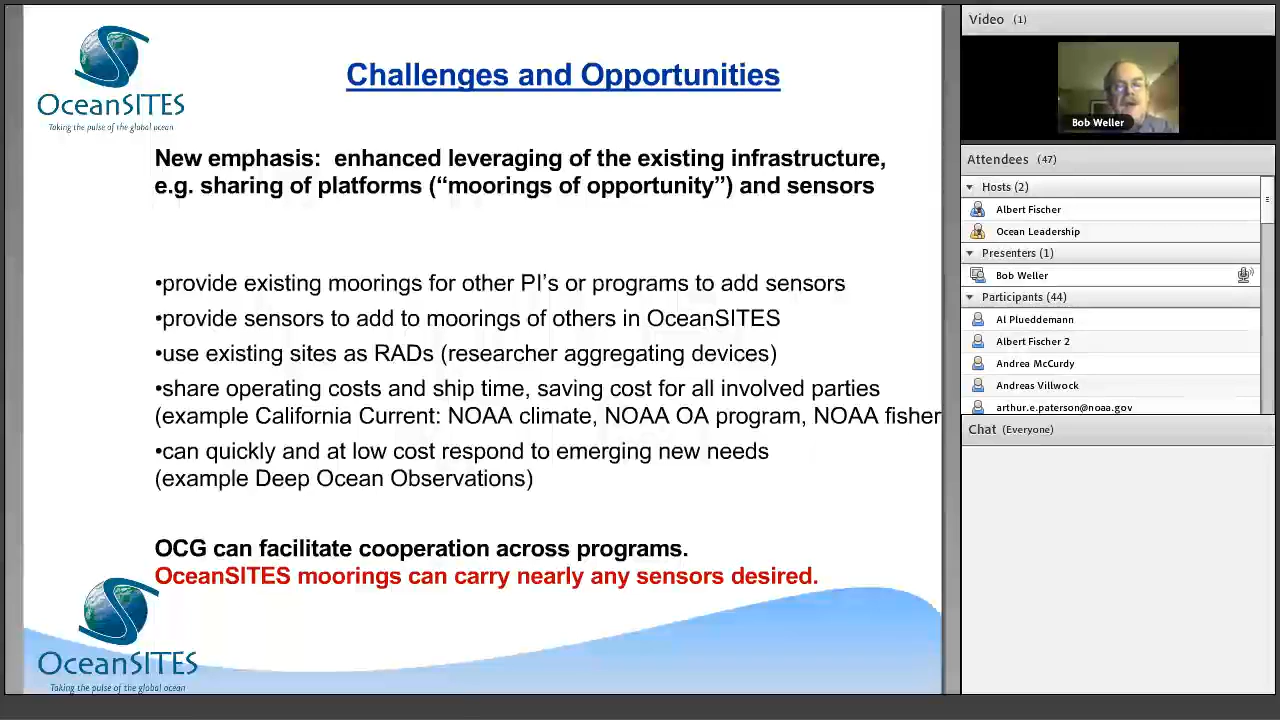 OceanSITES
Taking the pulse of the global ocean
Challenges and Opportunities
New emphasis: enhanced leveraging of the existing infrastructure,
e.g. sharing of platforms (“moorings of opportunity”) and sensors
•provide existing moorings for other PI’s or programs to add sensors
•provide sensors to add to moorings of others in OceanSITES
•use existing sites as RADs (researcher aggregating devices)
•share operating costs and ship time, saving cost for all involved parties
(example California Current: NOAA climate, NOAA OA program, NOAA fisher
•can quickly and at low cost respond to emerging new needs
(example Deep Ocean Observations)
OCG can facilitate cooperation across programs.
OceanSITES moorings can carry nearly any sensors desired.
OceanSITES
Taking the pulse of the global ocean
Video (1)
Bob Weller
Attendees (47)
Hosts (2)
Albert Fischer
Ocean Leadership
Presenters (1)
Bob Weller
Participants (44)
Al Plueddemann
Albert Fischer 2
Andrea McCurdy
Andreas Villwock
arthur.e.paterson@noaa.gov
Chat (Everyone)